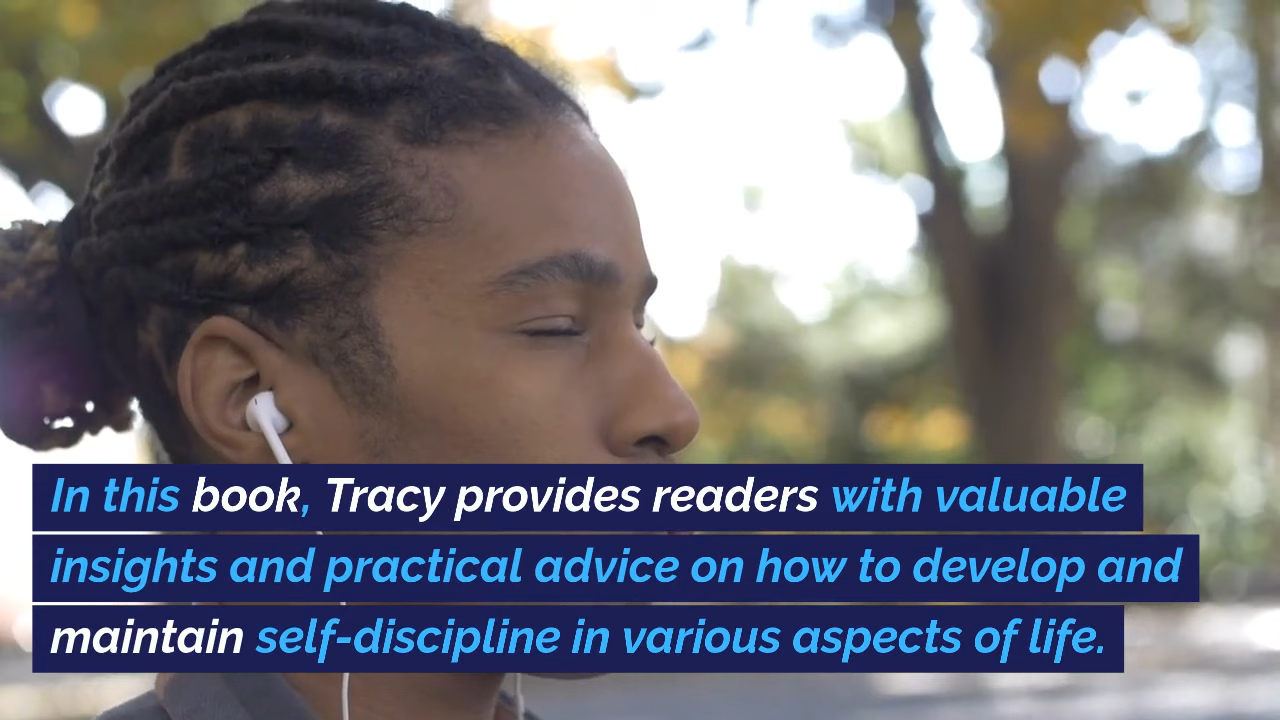 In this book, Tracy provides readers with valuable
insights and practical advice on how to develop and
maintain self-discipline in various aspects of life.